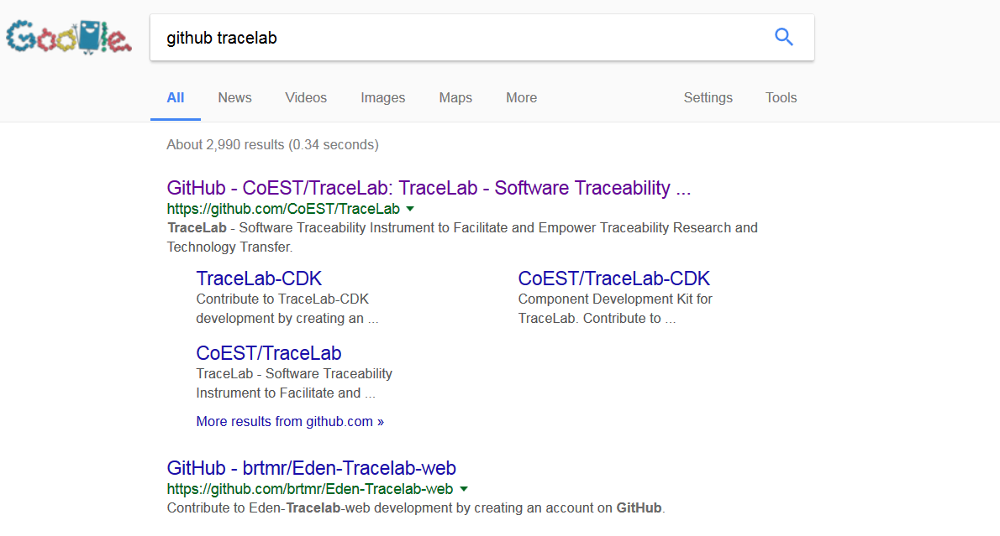 Google
github tracelab
All News Videos Images Maps More Settings Tools
About 2,990 results (0.34 seconds)
GitHub - CoEST/TraceLab: TraceLab - Software Traceability ...
https://github.com/CoEST/TraceLab
TraceLab - Software Traceability Instrument to Facilitate and Empower Traceability Research and
Technology Transfer.
TraceLab-CDK
Contribute to TraceLab-CDK
development by creating an ...
CoEST/TraceLab-CDK
Component Development Kit for
TraceLab. Contribute to ...
CoEST/TraceLab
TraceLab - Software Traceability
Instrument to Facilitate and ...
More results from github.com »
GitHub - brtmr/Eden-Tracelab-web
https://github.com/brtmr/Eden-Tracelab-web
Contribute to Eden-Tracelab-web development by creating an account on GitHub.